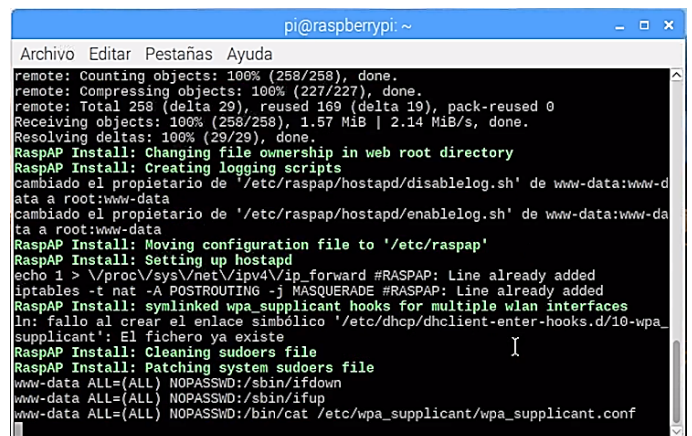 pi@raspberrypi: ~
Archivo Editar Pestañas Ayuda
remote: Counting objects: 100% (258/258), done.
remote: Compressing objects: 100% (227/227), done.
remote: Total 258 (delta 29), reused 169 (delta 19), pack-reused 0
Receiving objects: 100% (258/258), 1.57 MiB | 2.14 MiB/s, done.
Resolving deltas: 100% (29/29), done.
RaspAP Install: Changing file ownership in web root directory
RaspAP Install: Creating logging scripts
cambiado el propietario de '/etc/raspap/hostapd/disablelog.sh' de www-data:www-d
ata a root:www-data
cambiado el propietario de '/etc/raspap/hostapd/enablelog.sh' de www-data:www-da
ta a root:www-data
RaspAP Install: Moving configuration file to '/etc/raspap'
RaspAP Install: Setting up hostapd
echo 1 > \/proc\/sys\/net\/ipv4\/ip_forward #RASPAP: Line already added
iptables -t nat -A POSTROUTING -j MASQUERADE #RASPAP: Line already added
RaspAP Install: symlinked wpa_supplicant hooks for multiple wlan interfaces
ln: fallo al crear el enlace simbólico '/etc/dhcp/dhclient-enter-hooks.d/10-wpa_
supplicant': El fichero ya existe
RaspAP Install: Cleaning sudoers file
RaspAP Install: Patching system sudoers file
www-data ALL=(ALL) NOPASSWD:/sbin/ifdown
www-data ALL=(ALL) NOPASSWD:/sbin/ifup
www-data ALL=(ALL) NOPASSWD:/bin/cat /etc/wpa_supplicant/wpa_supplicant.conf